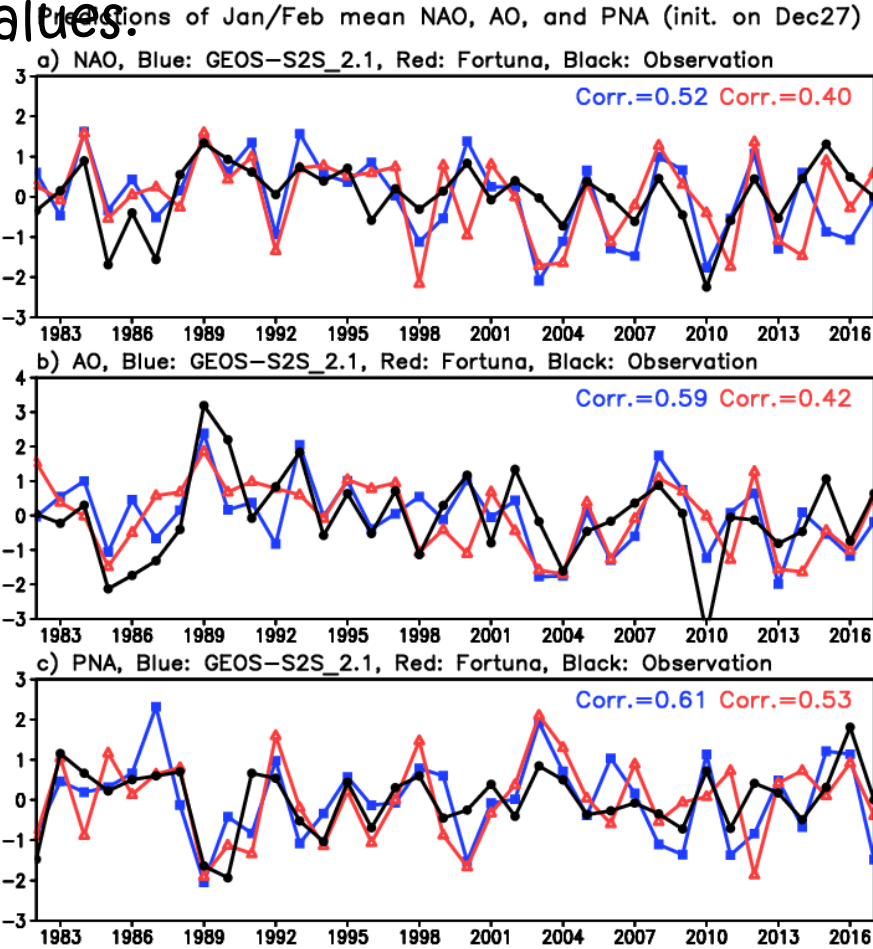 alues.
Predictions of Jan/Feb mean NAO, AO, and PNA (init. on Dec27)
a) NAO, Blue: GEOS-S2S_2.1, Red: Fortuna, Black: Observation
Corr.=0.52 Corr.=0.40
3
2
1
0
-1
-2
-3
1983 1986 1989 1992 1995 1998 2001 2004 2007 2010 2013 2016
b) AO, Blue: GEOS-S2S_2.1, Red: Fortuna, Black: Observation
Corr.=0.59 Corr.=0.42
4
3
2
1
0
-1
-2
-3
1983 1986 1989 1992 1995 1998 2001 2004 2007 2010 2013 2016
c) PNA, Blue: GEOS-S2S_2.1, Red: Fortuna, Black: Observation
Corr.=0.61 Corr.=0.53
3
2
1
0
-1
-2
-3
1983 1986 1989 1992 1995 1998 2001 2004 2007 2010 2013 2016